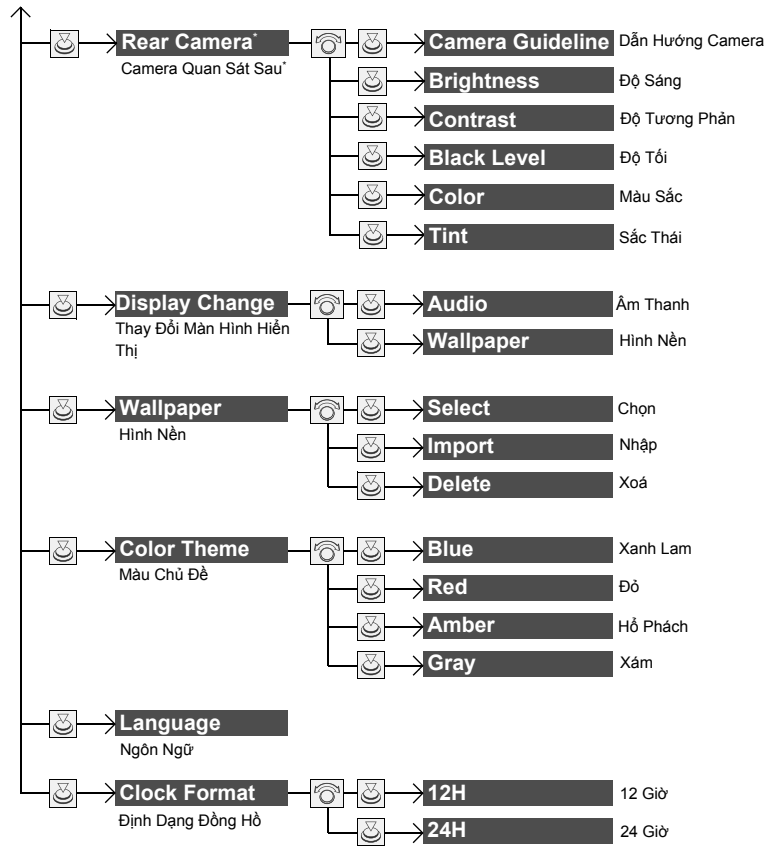 Rear Camera*
Camera Quan Sát Sau*
Camera Guideline Dẫn Hướng Camera
Brightness Độ Sáng
Contrast Độ Tương Phản
Black Level Độ Tối
Color Màu Sắc
Tint Sắc Thái
Display Change
Thay Đổi Màn Hình Hiển
Thị
Audio Âm Thanh
Wallpaper Hình Nền
Wallpaper
Hình Nền
Select Chọn
Import Nhập
Delete Xoá
Color Theme
Màu Chủ Đề
Blue Xanh Lam
Red Đỏ
Amber Hổ Phách
Gray Xám
Language
Ngôn Ngữ
Clock Format
Định Dạng Đồng Hồ
12H 12 Giờ
24H 24 Giờ